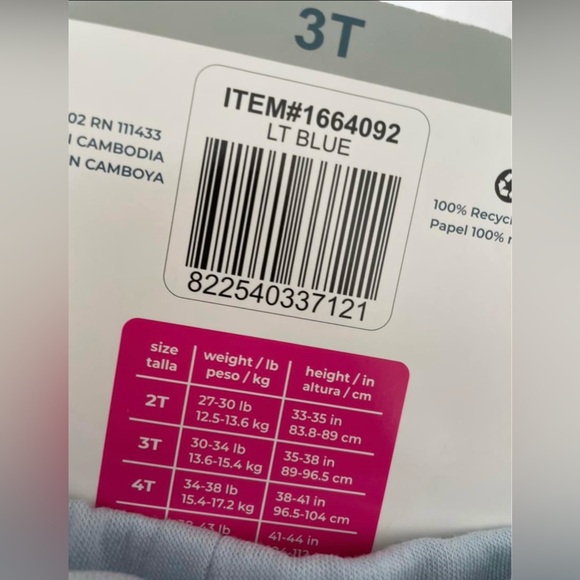 3T
ITEM#1664092
LT BLUE
822540337121
02 RN 111433
CAMBODIA
N CAMBOYA
100%
Papel 100%
size
talla
weight / lb
peso / kg
height / in
altura / cm
2T
27-30 lb
12.5-13.6 kg
33-35 in
83.8-89 cm
3T
30-34 lb
13.6-15.4 kg
35-38 in
89-96.5 cm
4T
34-38 lb
15.4-17.2 kg
38-41 in
96.5-104 cm
lb
41-44 in
cm